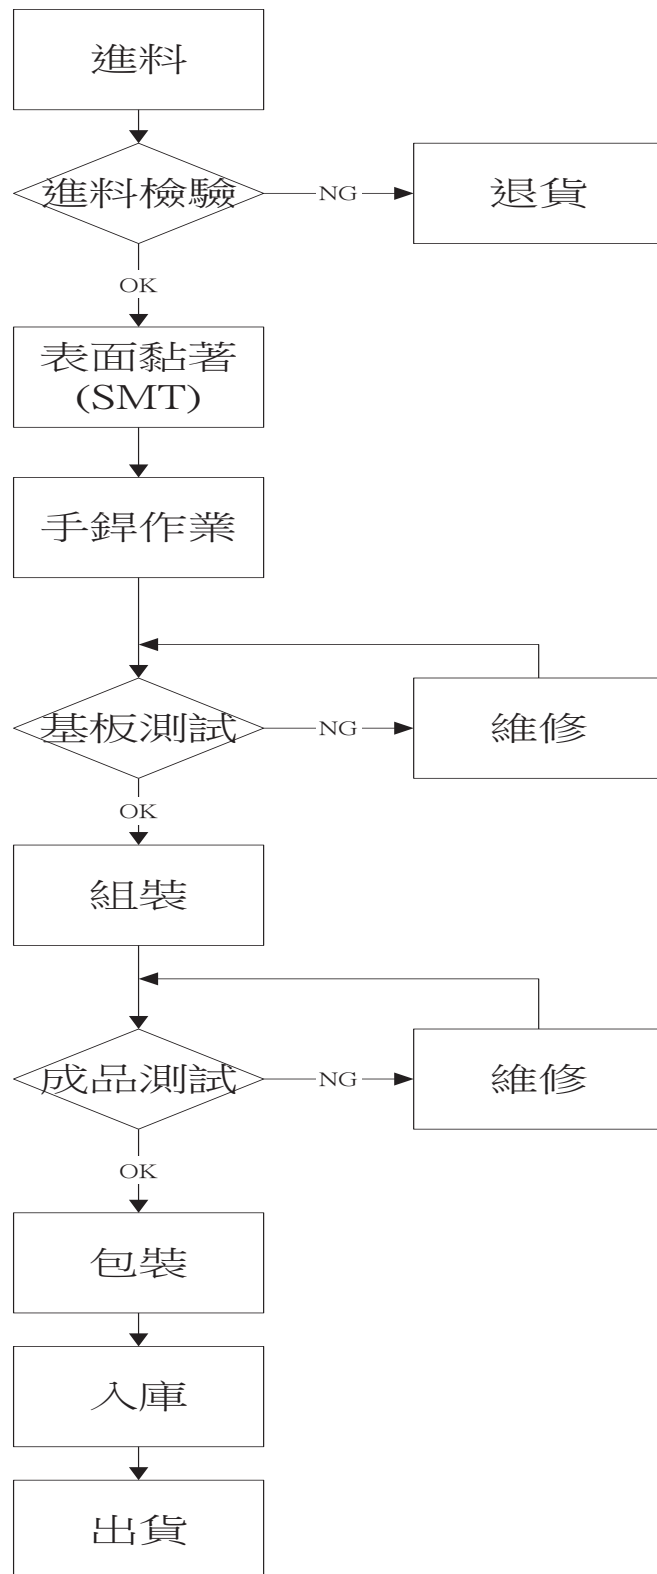 進料
進料檢驗
NG
退貨
OK
表面黏著
(SMT)
手銲作業
基板測試
NG
維修
OK
組裝
成品測試
NG
維修
OK
包裝
入庫
出貨